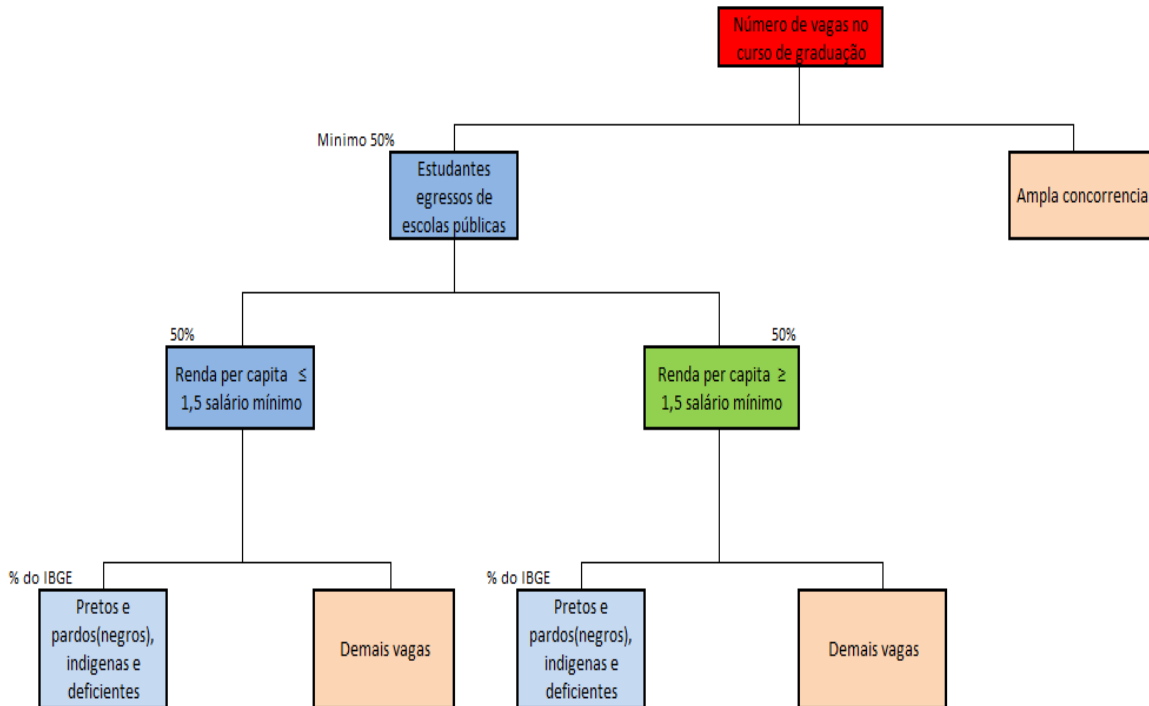 Número de vagas no
curso de graduação
Minimo 50%
Estudantes
egressos de
escolas públicas
Ampla concorrencia
50%
Renda per capita ≤
1,5 salário mínimo
50%
Renda per capita ≥
1,5 salário mínimo
% do IBGE
Pretos e
pardos(negros),
indigenas e
deficientes
Demais vagas
% do IBGE
Pretos e
pardos(negros),
indigenas e
deficientes
Demais vagas